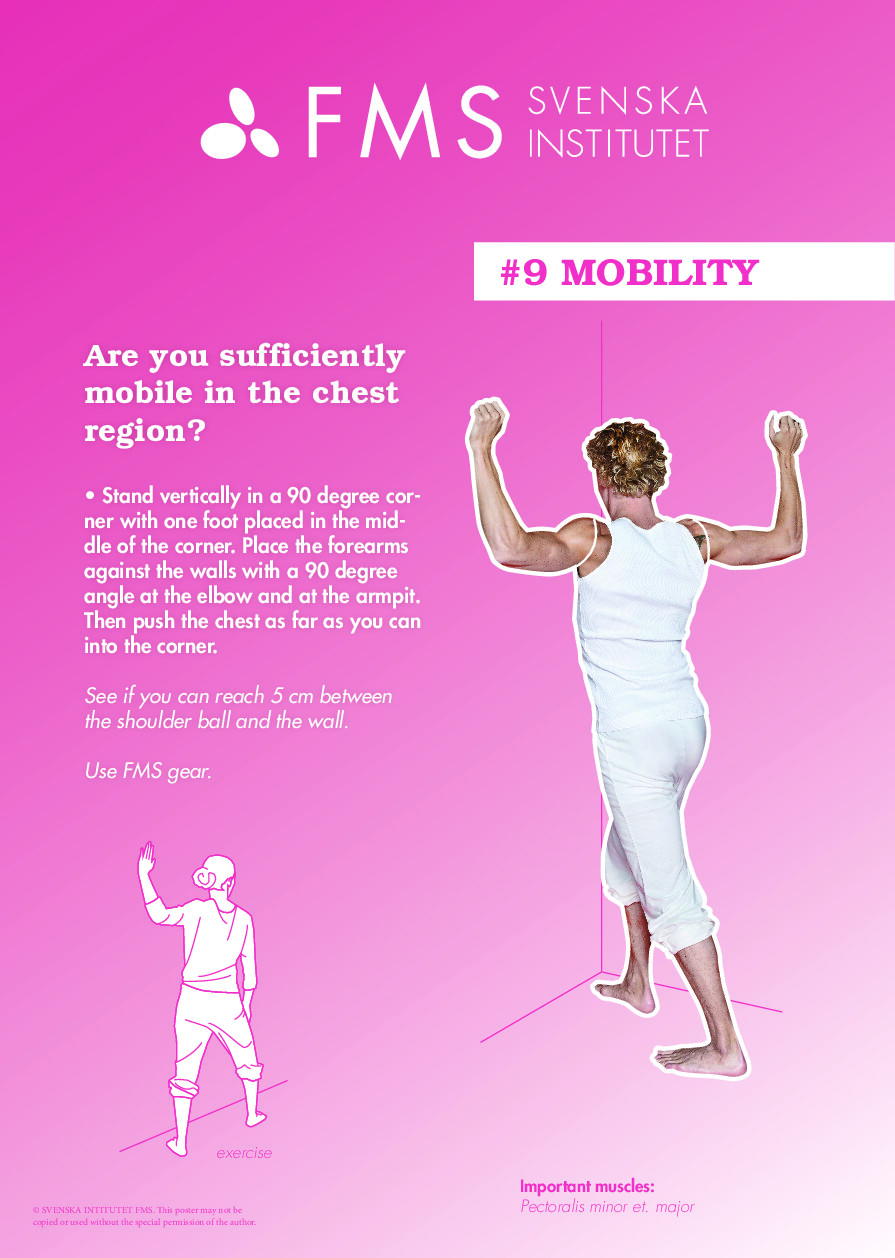 FMS SVENSKA
INSTITUTET
#9 MOBILITY
Are you sufficiently
mobile in the chest
region?
• Stand vertically in a 90 degree cor-
ner with one foot placed in the mid-
dle of the corner. Place the forearms
against the walls with a 90 degree
angle at the elbow and at the armpit.
Then push the chest as far as you can
into the corner.
See if you can reach 5 cm between
the shoulder ball and the wall.
Use FMS gear.
exercise
Important muscles:
Pectoralis minor et. major
© SVENSKA INTITUTET FMS. This poster may not be
copied or used without the special permission of the author.